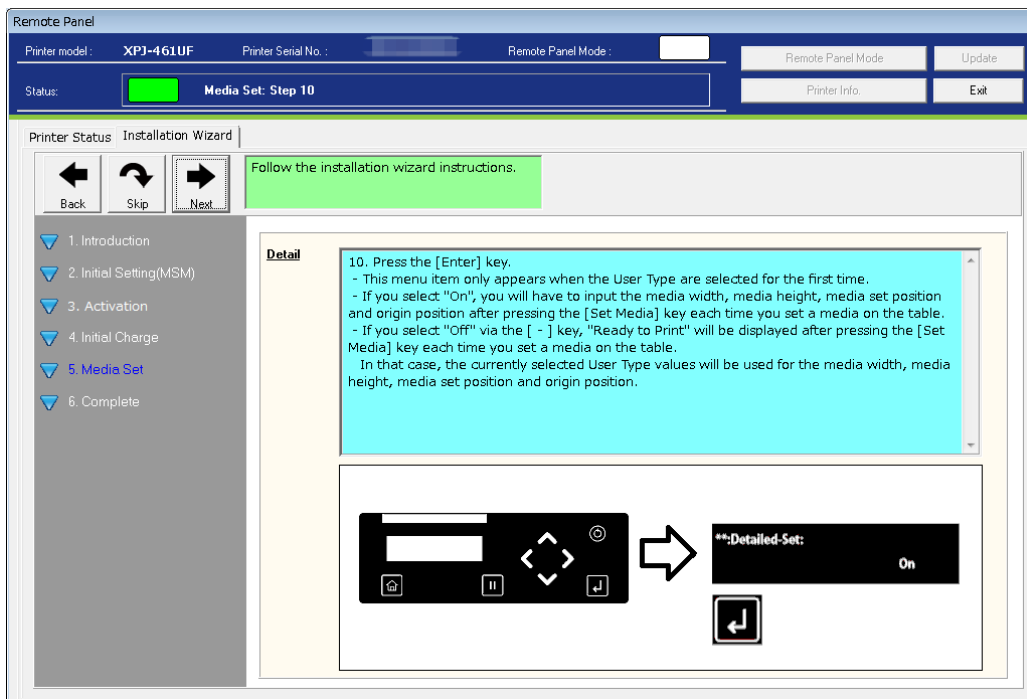 Remote Panel
Printer model : XPJ-461UF Printer Serial No. : Remote Panel Mode :
Remote Panel Mode Update
Status: Media Set: Step 10
Printer Info. Exit
Printer Status Installation Wizard
Back Skip Next
Follow the installation wizard instructions.
1. Introduction
2. Initial Setting(MSM)
3. Activation
4. Initial Charge
5. Media Set
6. Complete
Detail
10. Press the [Enter] key.
- This menu item only appears when the User Type are selected for the first time.
- If you select "On", you will have to input the media width, media height, media set position
and origin position after pressing the [Set Media] key each time you set a media on the table.
- If you select "Off" via the [ - ] key, "Ready to Print" will be displayed after pressing the [Set
Media] key each time you set a media on the table.
In that case, the currently selected User Type values will be used for the media width, media
height, media set position and origin position.
**:Detailed-Set:
On